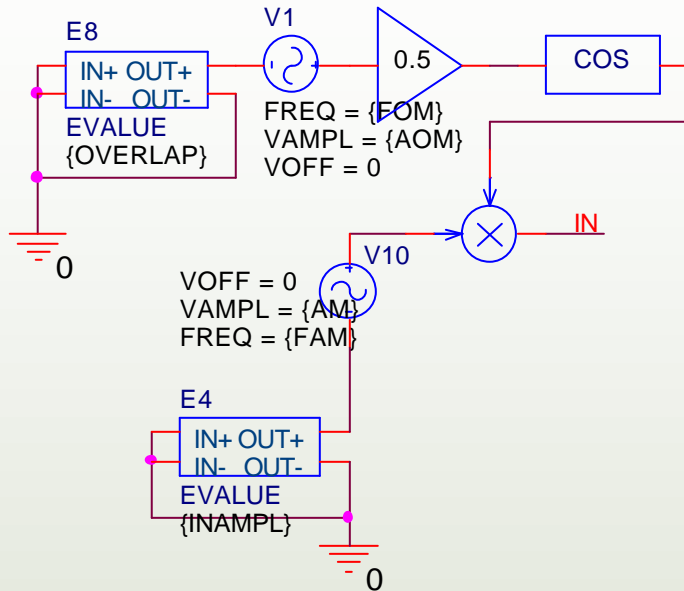 E8
V1
IN+ OUT+
IN- OUT-
EVALUE
{OVERLAP}
0.5
COS
FREQ = {FOM}
VAMPL = {AOM}
VOFF = 0
0
IN
V10
VOFF = 0
VAMPL = {AM}
FREQ = {FAM}
E4
IN+ OUT+
IN- OUT-
EVALUE
{INAMPL}
0